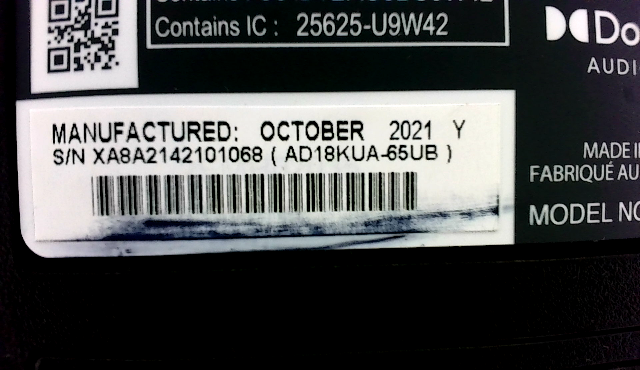 Contains IC : 25625-U9W42
AUDI
MANUFACTURED: OCTOBER 2021 Y
S/N XA8A2142101068 ( AD18KUA-65UB )
MADE I
FABRIQUÉ AU
MODEL NO